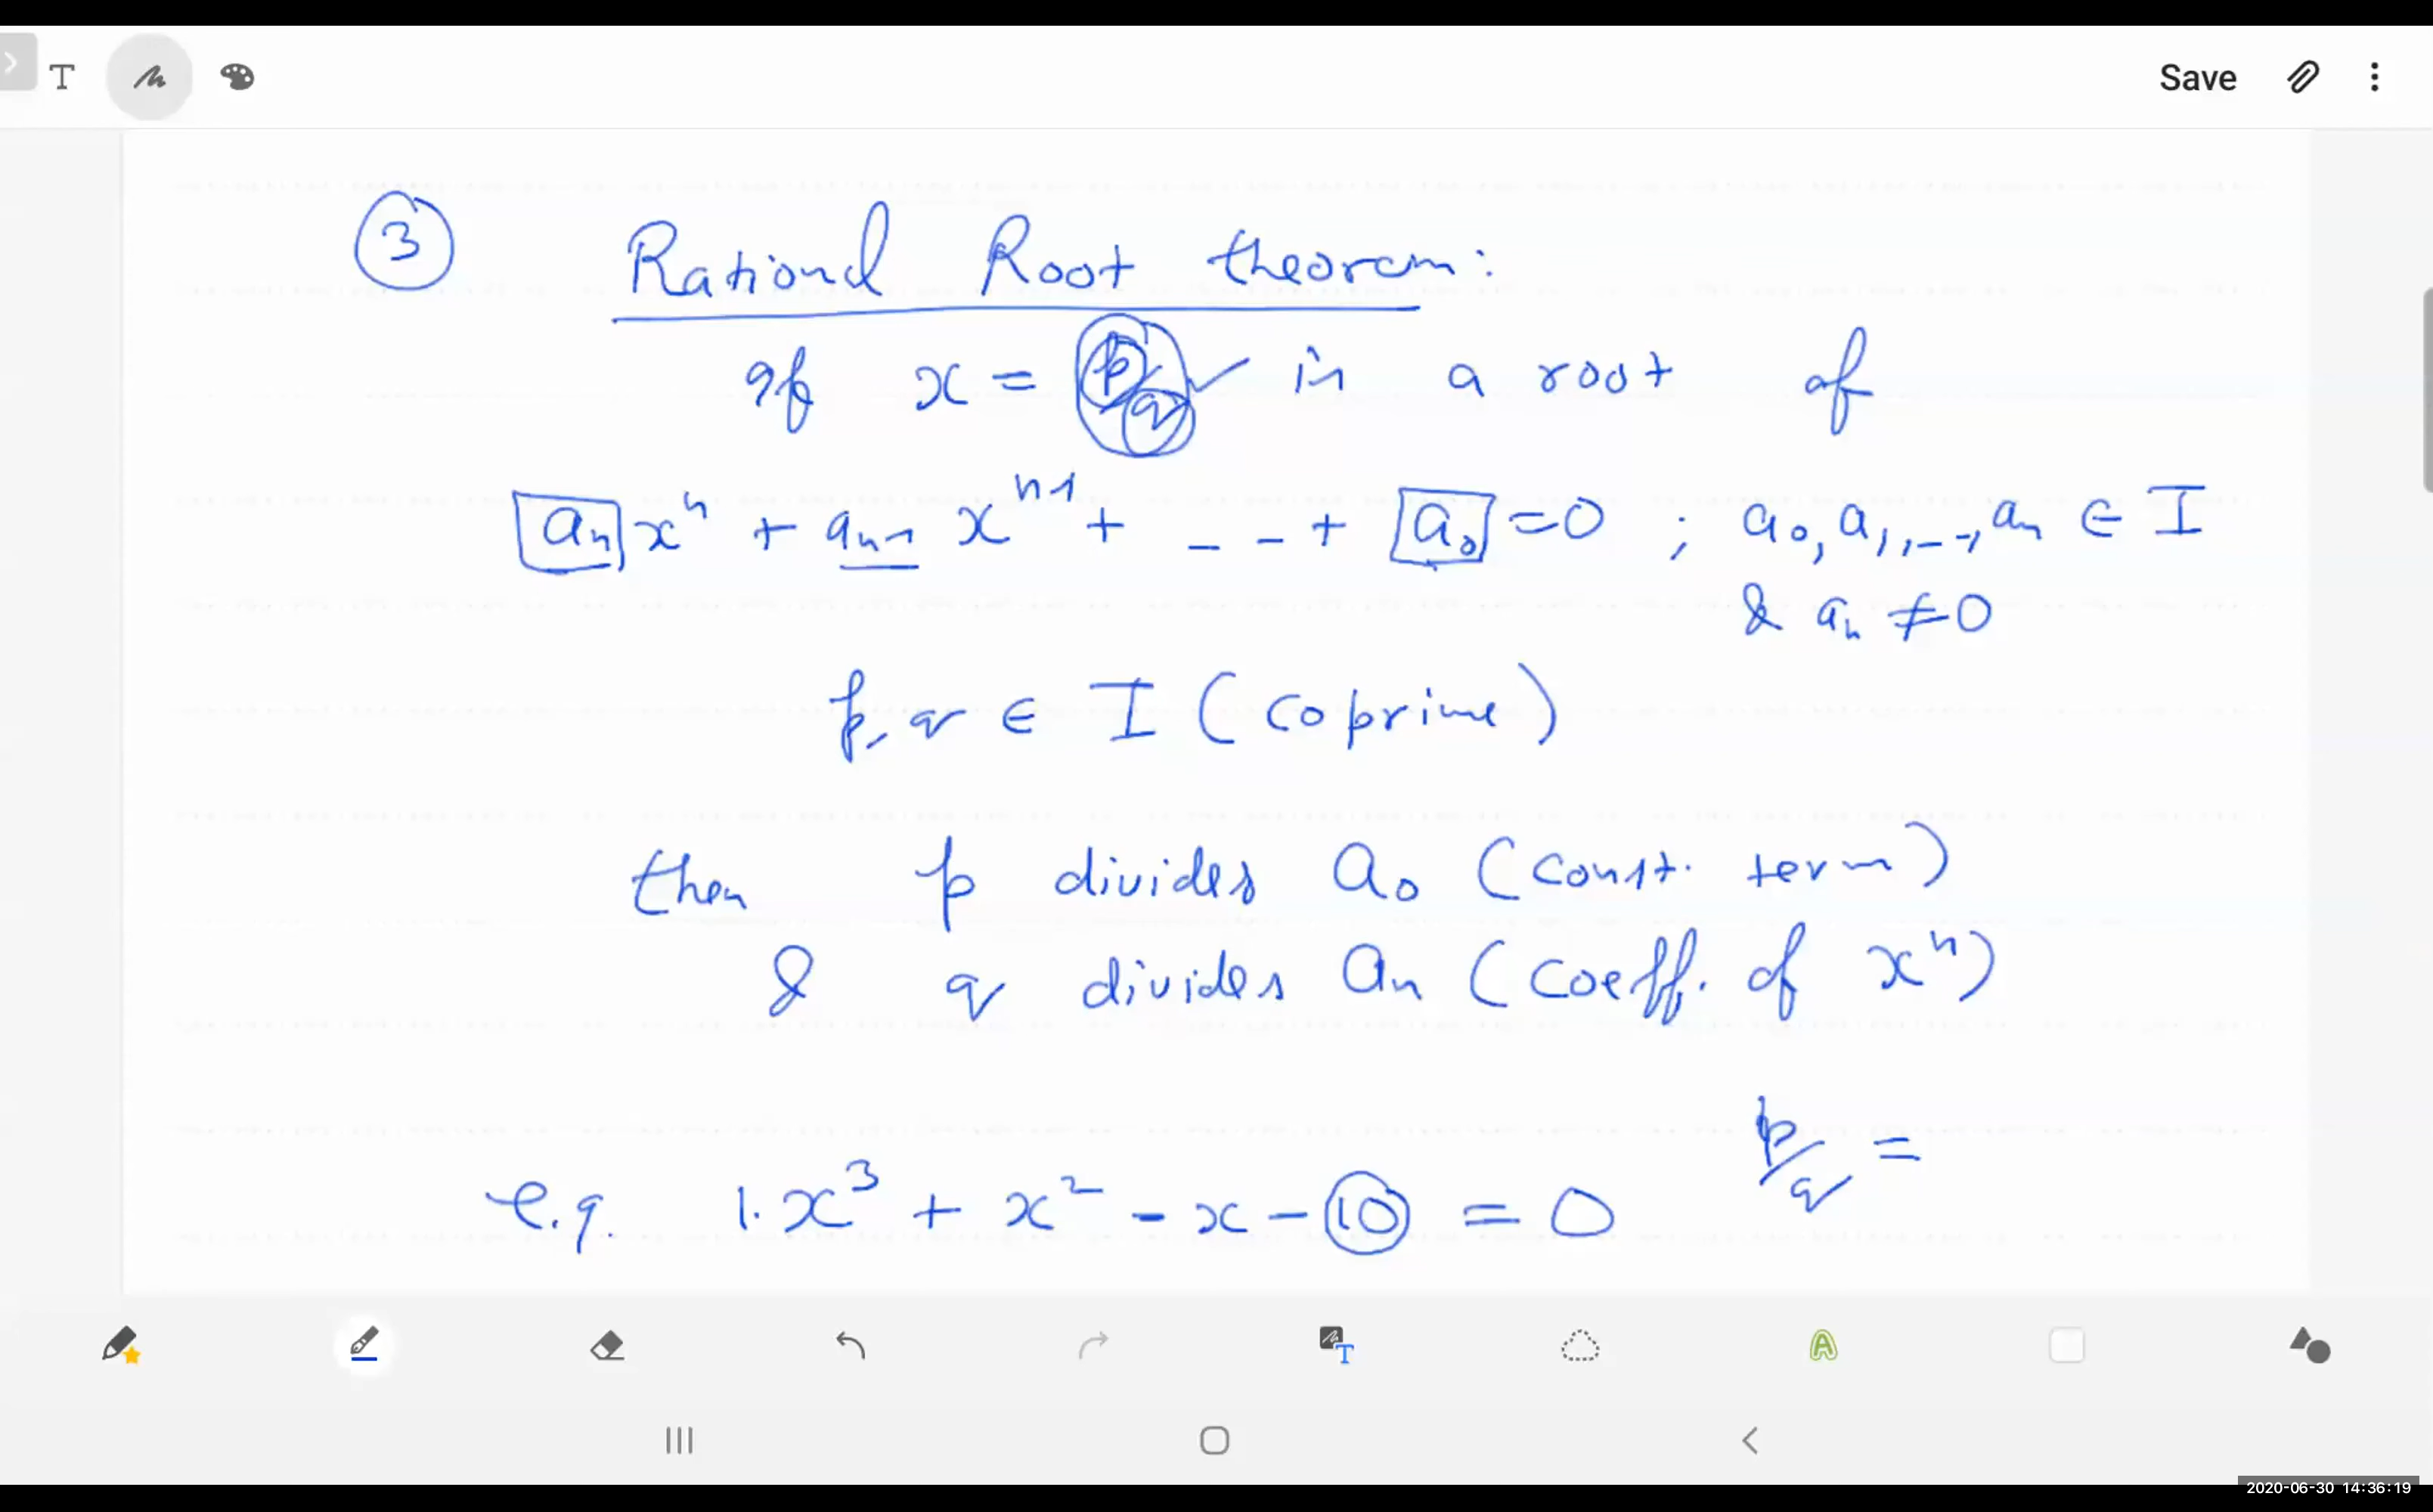 T Save
3 Rational Root theorem:
If x = p/q is a root of
aₙxⁿ + aₙ₋₁ xⁿ⁻¹ + - - + a₀ = 0 ; a₀, a₁, - -, aₙ ∈ I
& aₙ ≠ 0
p, q ∈ I (coprime)
then p divides a₀ (const. term)
& q divides aₙ (coeff. of xⁿ)
p/q =
e.g. 1.x³ + x² - x - 10 = 0
T A
2020-06-30 14:36:19